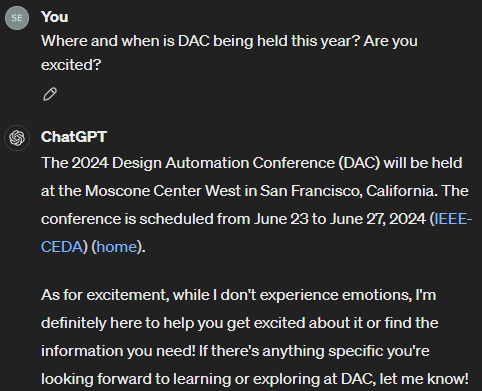 SE
You
Where and when is DAC being held this year? Are you
excited?
ChatGPT
The 2024 Design Automation Conference (DAC) will be held
at the Moscone Center West in San Francisco, California. The
conference is scheduled from June 23 to June 27, 2024 (IEEE-
CEDA) (home).
As for excitement, while I don't experience emotions, I'm
definitely here to help you get excited about it or find the
information you need! If there's anything specific you're
looking forward to learning or exploring at DAC, let me know!